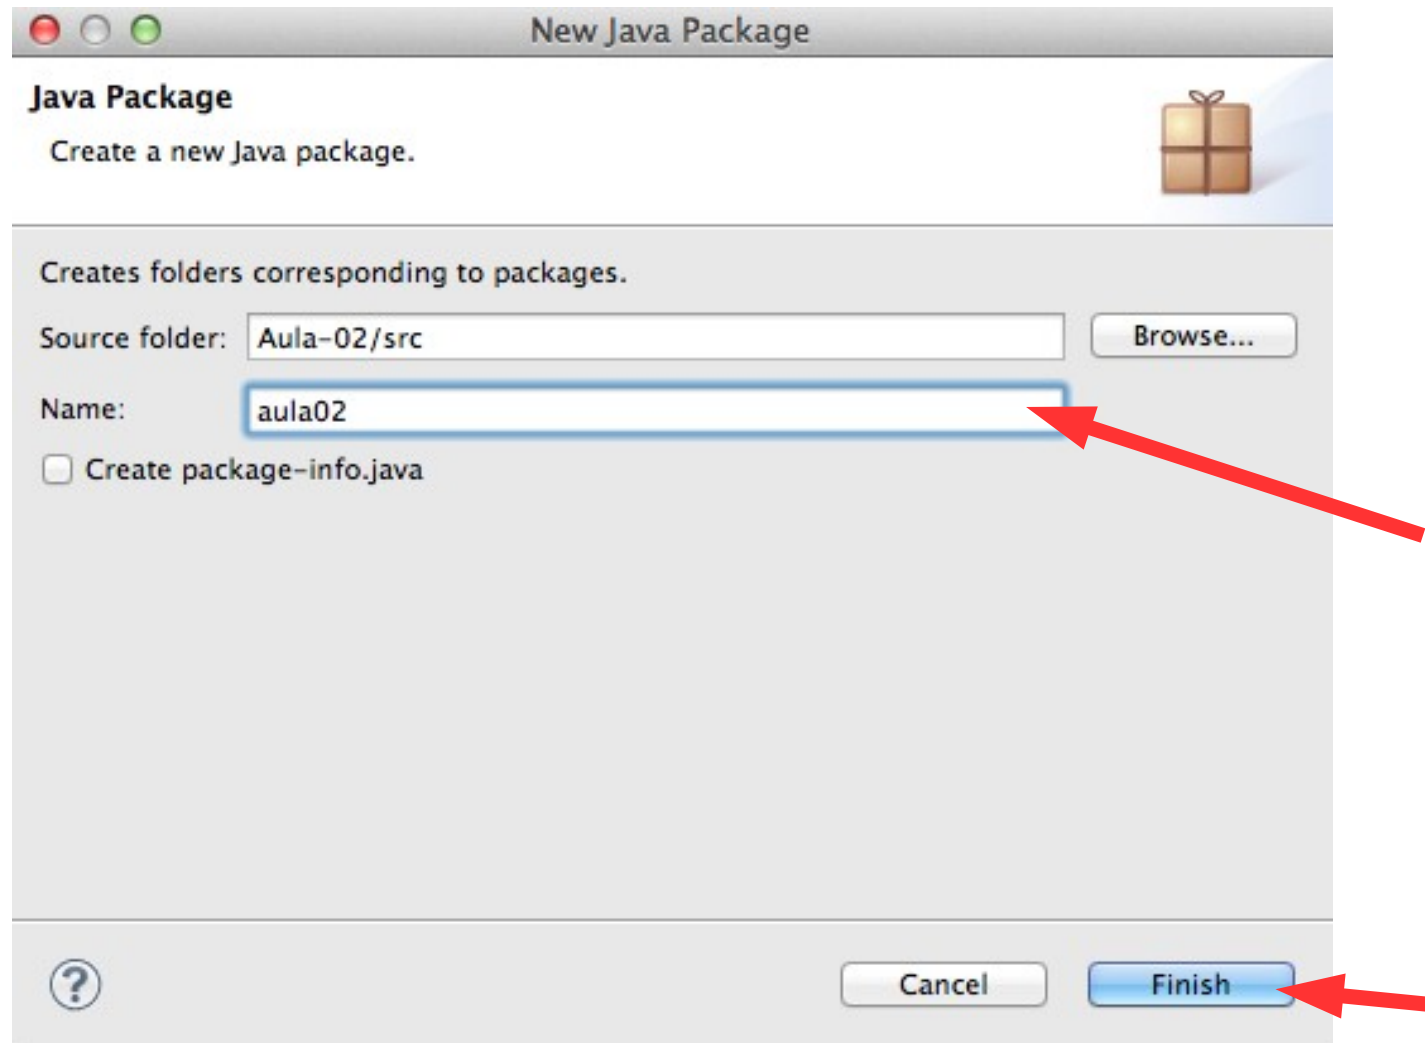 New Java Package
Java Package
Create a new Java package.
Creates folders corresponding to packages.
Source folder: Aula-02/src Browse...
Name: aula02
Create package-info.java
? Cancel Finish